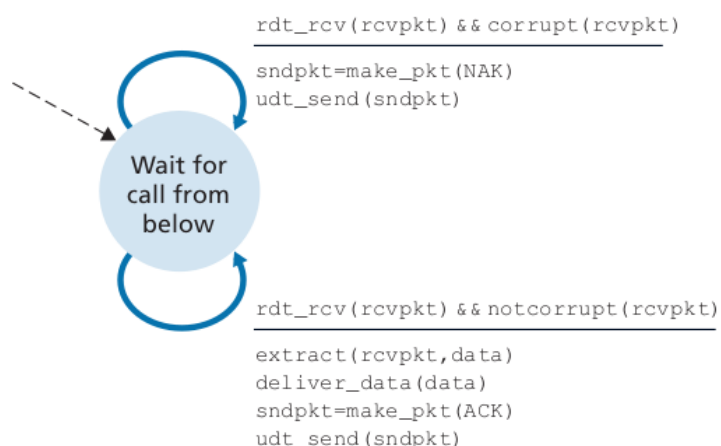 rdt_rcv(rcvpkt) && corrupt(rcvpkt)
sndpkt=make_pkt(NAK)
udt_send(sndpkt)
Wait for
call from
below
rdt_rcv(rcvpkt) && notcorrupt(rcvpkt)
extract(rcvpkt,data)
deliver_data(data)
sndpkt=make_pkt(ACK)
udt_send(sndpkt)